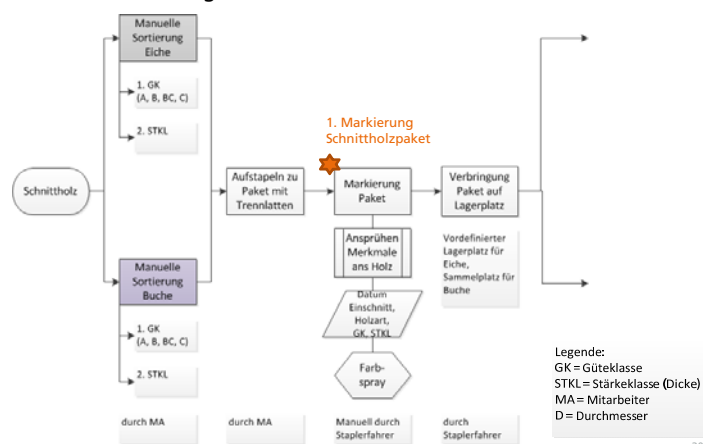 Manuelle
Sortierung
Eiche
1. GK
(A, B, BC, C)
2. STKL
1. Markierung
Schnittholzpaket
Schnittholz
Aufstapeln zu
Paket mit
Trennlatten
Markierung
Paket
Verbringung
Paket auf
Lagerplatz
Ansprühen
Merkmale
ans Holz
Vordefinierter
Lagerplatz für
Eiche,
Sammelplatz für
Buche
Manuelle
Sortierung
Buche
Datum
Einschnitt,
Holzart,
GK, STKL
1. GK
(A, B, BC, C)
2. STKL
Farb-
spray
Legende:
GK = Güteklasse
STKL = Stärkeklasse (Dicke)
MA = Mitarbeiter
D = Durchmesser
durch MA
durch MA
Manuell durch
Staplerfahrer
durch
Staplerfahrer